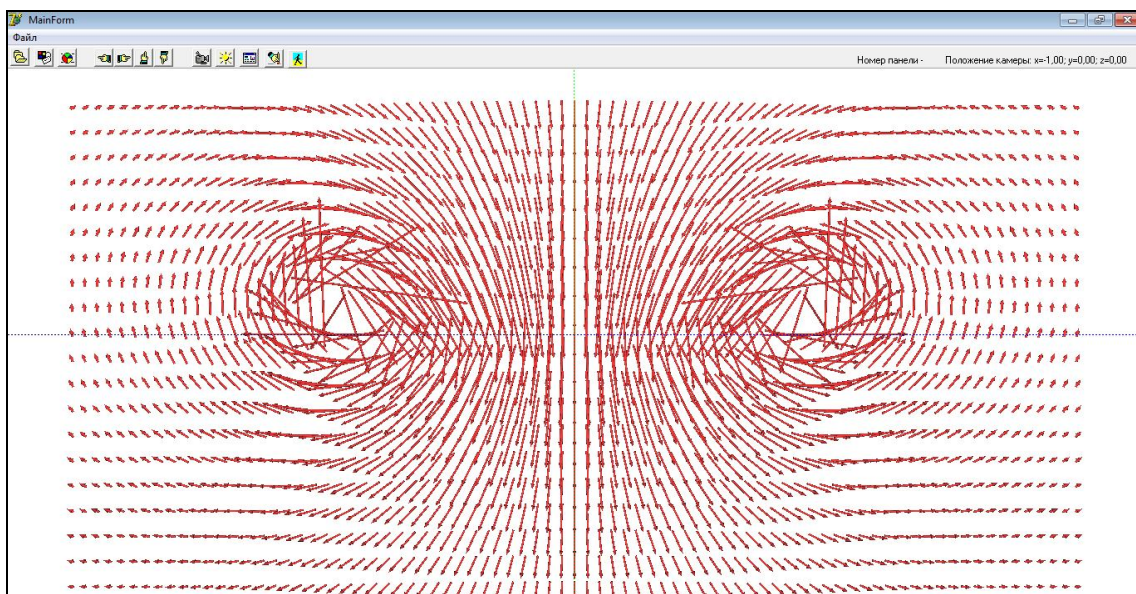 MainForm
Файл
Номер панели - Положение камеры: x=-1,00; y=0,00; z=0,00